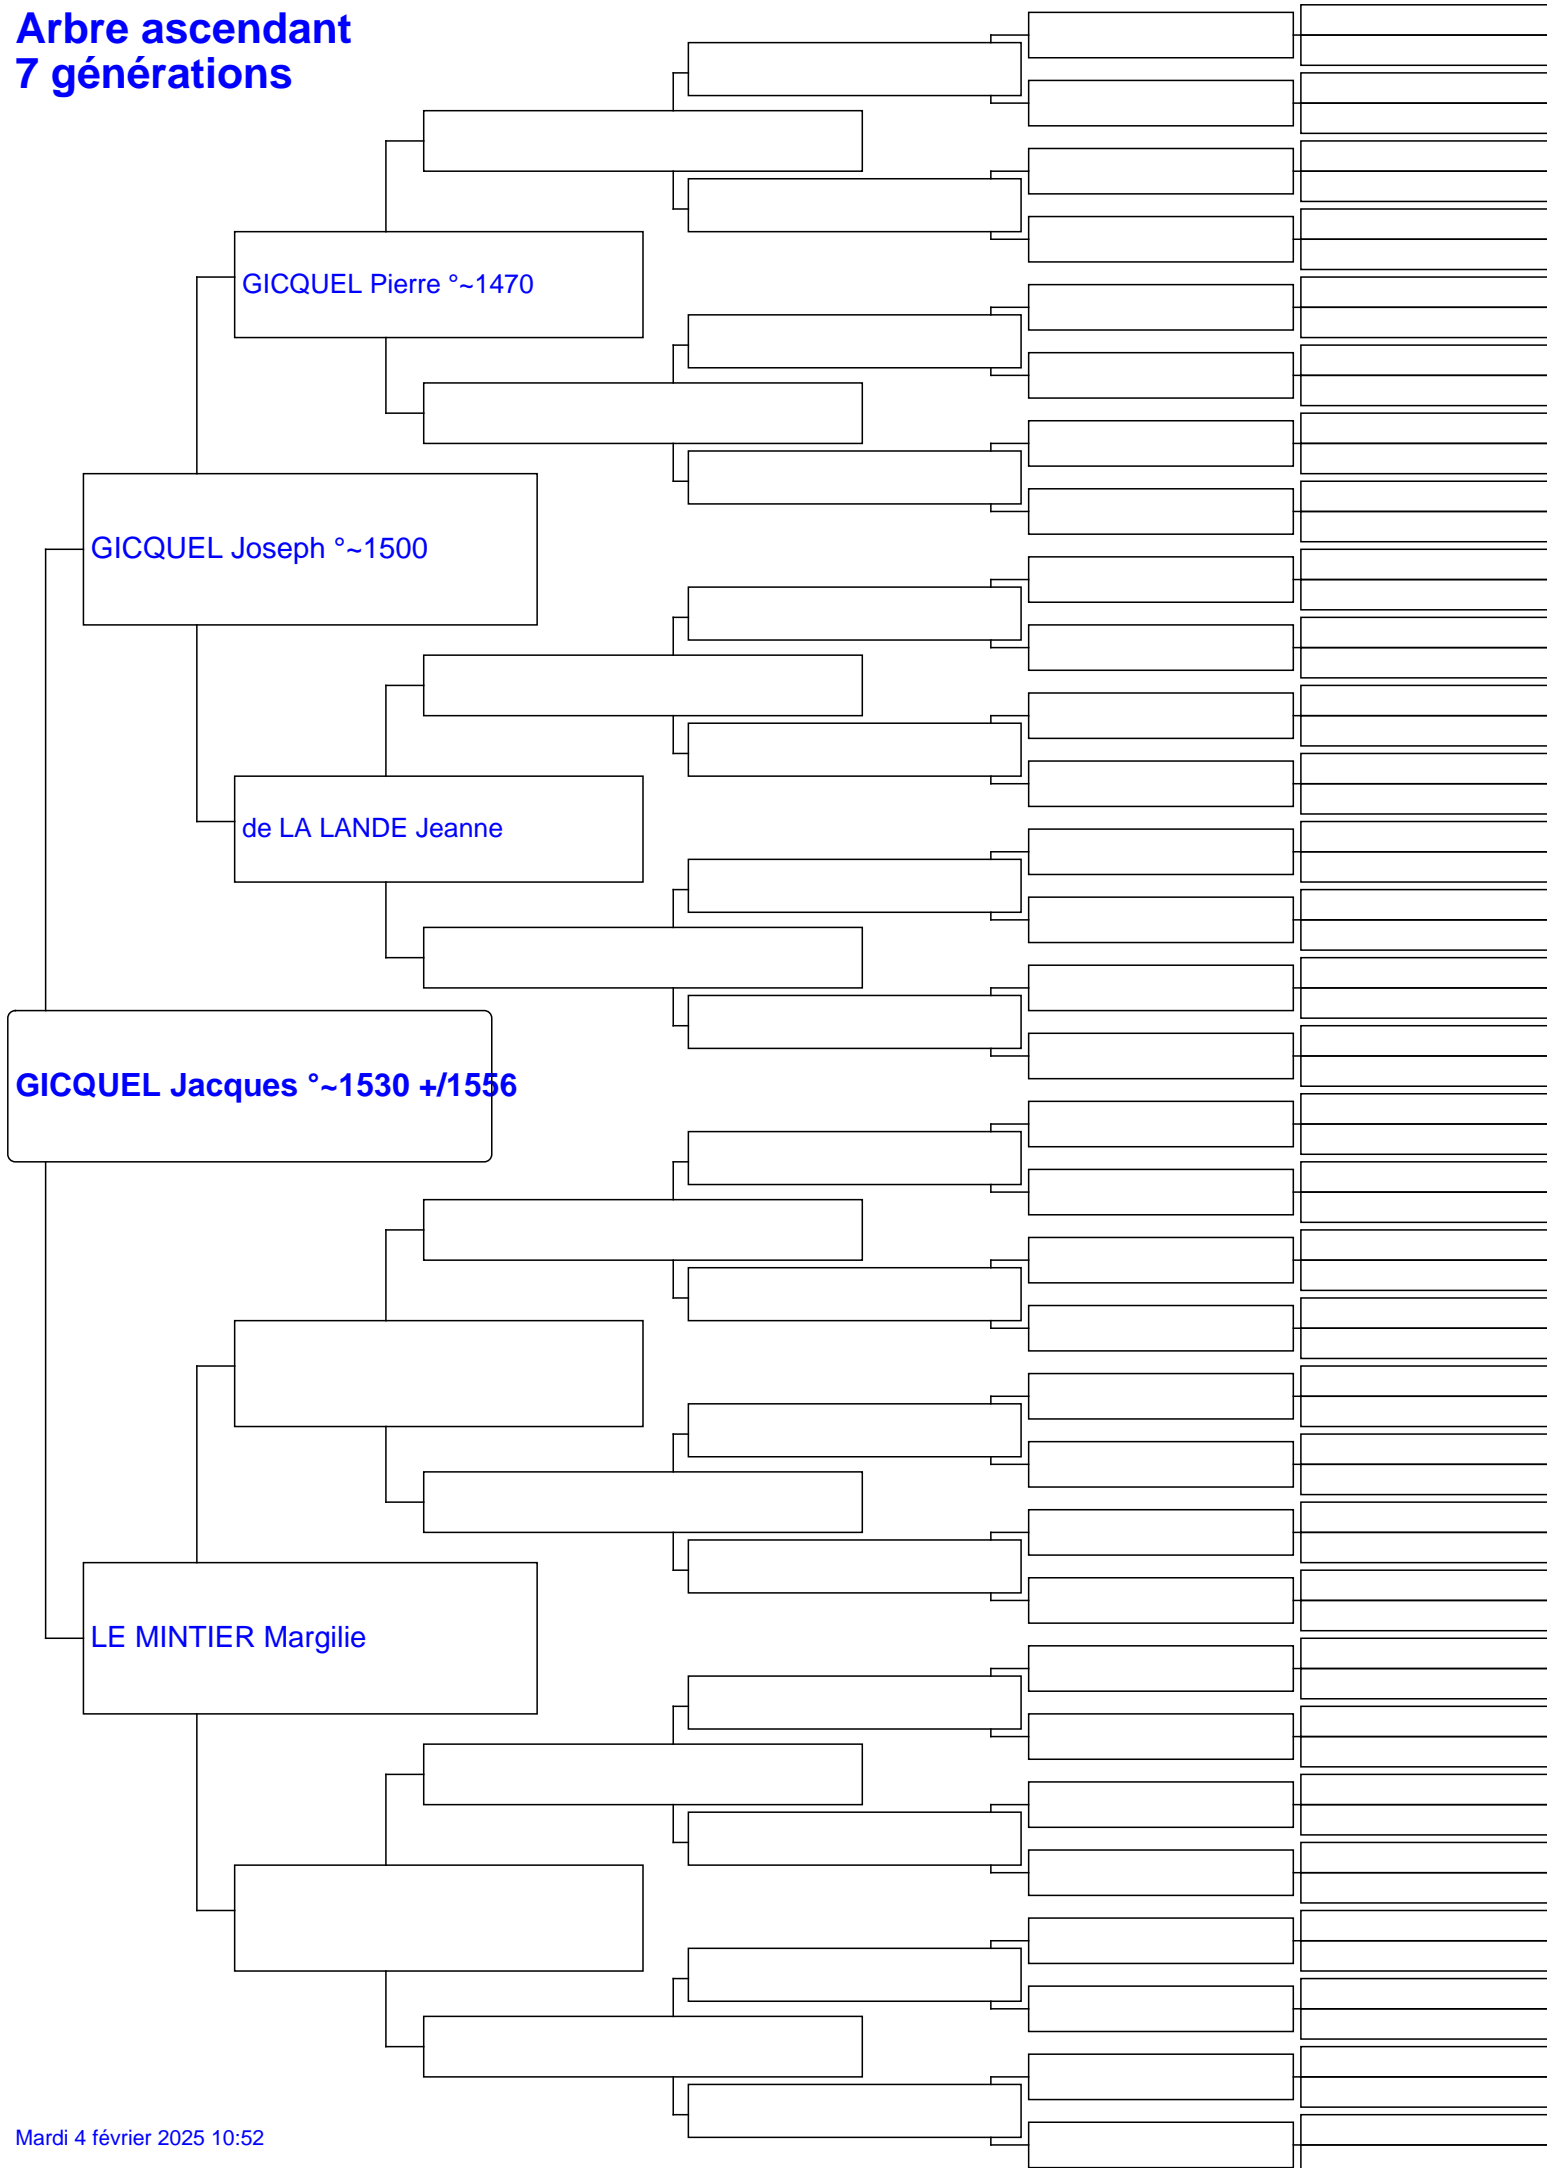 Arbre ascendant
7 générations
GICQUEL Pierre °~1470
GICQUEL Joseph °~1500
de LA LANDE Jeanne
GICQUEL Jacques °~1530 +/1556
LE MINTIER Margilie
Mardi 4 février 2025 10:52